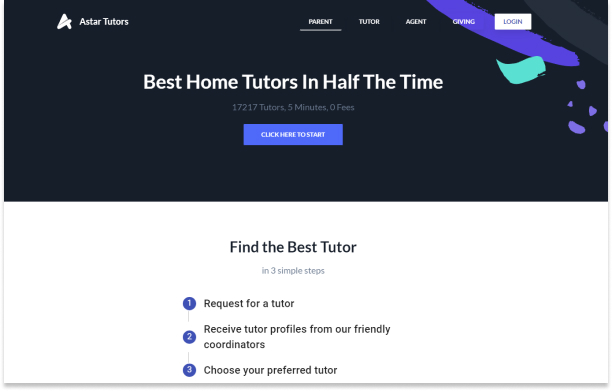 Astar Tutors
PARENT
TUTOR
AGENT
GIVING
LOGIN
Best Home Tutors In Half The Time
17217 Tutors, 5 Minutes, 0 Fees
CLICK HERE TO START
Find the Best Tutor
in 3 simple steps
1 Request for a tutor
2 Receive tutor profiles from our friendly
coordinators
3 Choose your preferred tutor